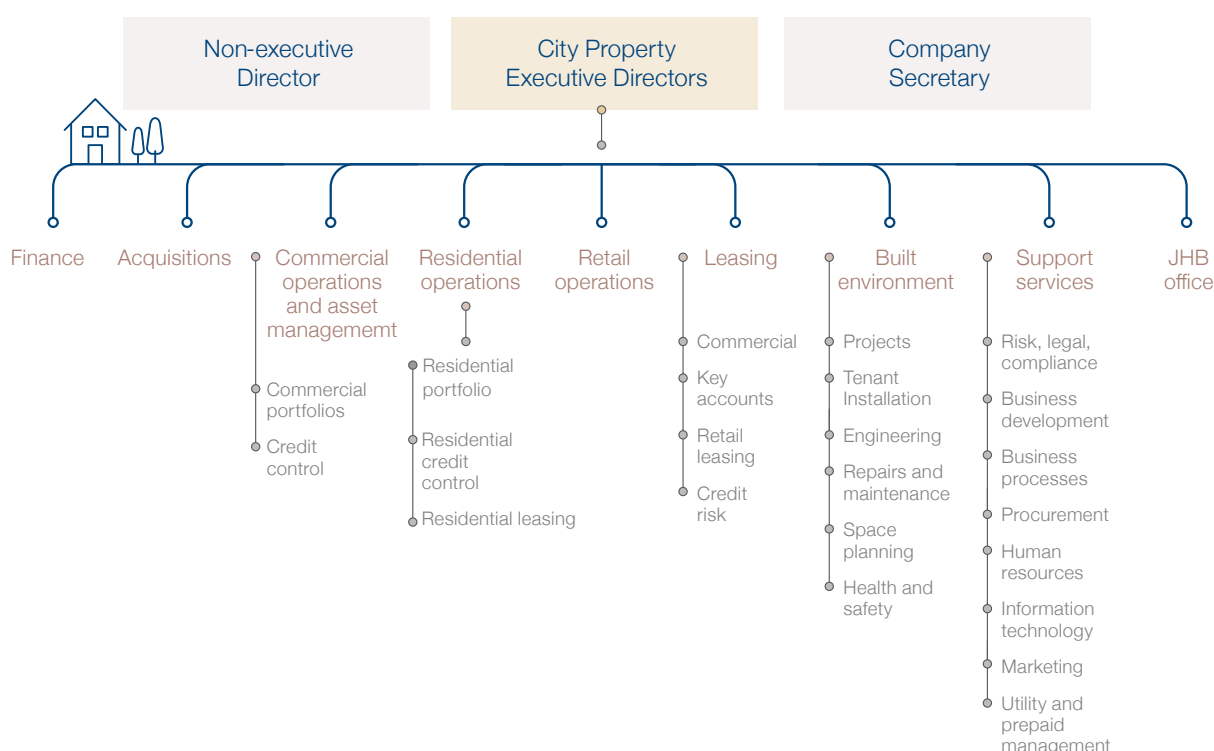 Non-executive
Director
City Property
Executive Directors
Company
Secretary
Finance
Acquisitions
Commercial
operations
and asset
managememt
Commercial
portfolios
Credit
control
Residential
operations
Residential
portfolio
Residential
credit
control
Residential leasing
Retail
operations
Leasing
Commercial
Key
accounts
Retail
leasing
Credit
risk
Built
environment
Projects
Tenant
Installation
Engineering
Repairs and
maintenance
Space
planning
Health and
safety
Support
services
Risk, legal,
compliance
Business
development
Business
processes
Procurement
Human
resources
Information
technology
Marketing
Utility and
prepaid
management
JHB
office